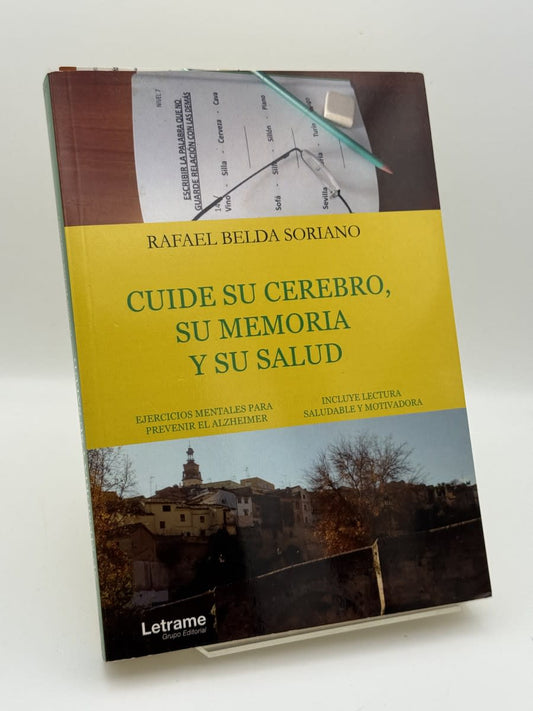 NIVEL 7
ESCRIBIR LA PALABRA QUE NO
GUARDE RELACIÓN CON LAS DEMÁS
Vino - Silla - Cerveza - Cava
Sofá - Sillón - Piano
Sevilla Turín
RAFAEL BELDA SORIANO
CUIDE SU CEREBRO,
SU MEMORIA
Y SU SALUD
EJERCICIOS MENTALES PARA
PREVENIR EL ALZHEIMER
INCLUYE LECTURA
SALUDABLE Y MOTIVADORA
Letrame
Grupo Editorial